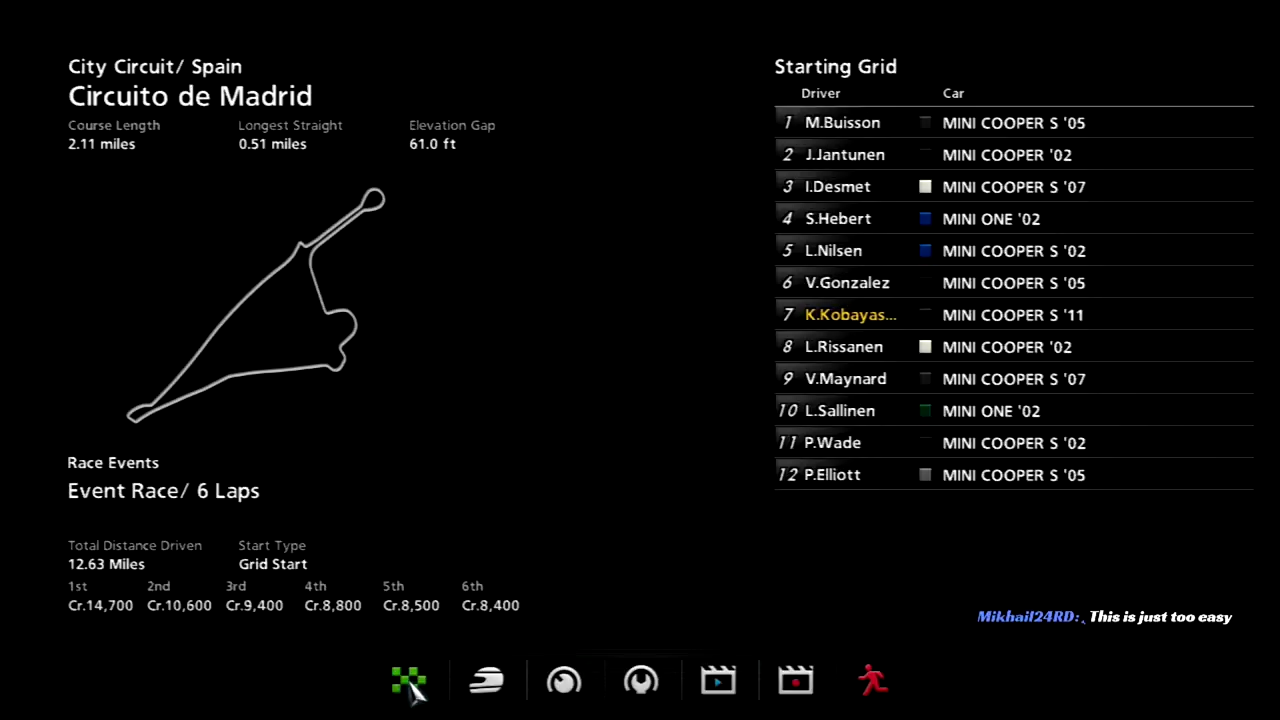 City Circuit/ Spain
Circuito de Madrid
Course Length Longest Straight Elevation Gap
2.11 miles 0.51 miles 61.0 ft
Race Events
Event Race/ 6 Laps
Total Distance Driven Start Type
12.63 Miles Grid Start
1st 2nd 3rd 4th 5th 6th
Cr.14,700 Cr.10,600 Cr.9,400 Cr.8,800 Cr.8,500 Cr.8,400
Starting Grid
Driver Car
1 M.Buisson MINI COOPER S '05
2 J.Jantunen MINI COOPER '02
3 I.Desmet MINI COOPER S '07
4 S.Hebert MINI ONE '02
5 L.Nilsen MINI COOPER S '02
6 V.Gonzalez MINI COOPER S '05
7 K.Kobayas... MINI COOPER S '11
8 L.Rissanen MINI COOPER '02
9 V.Maynard MINI COOPER S '07
10 L.Sallinen MINI ONE '02
11 P.Wade MINI COOPER S '02
12 P.Elliott MINI COOPER S '05
Mikhail24RD: This is just too easy